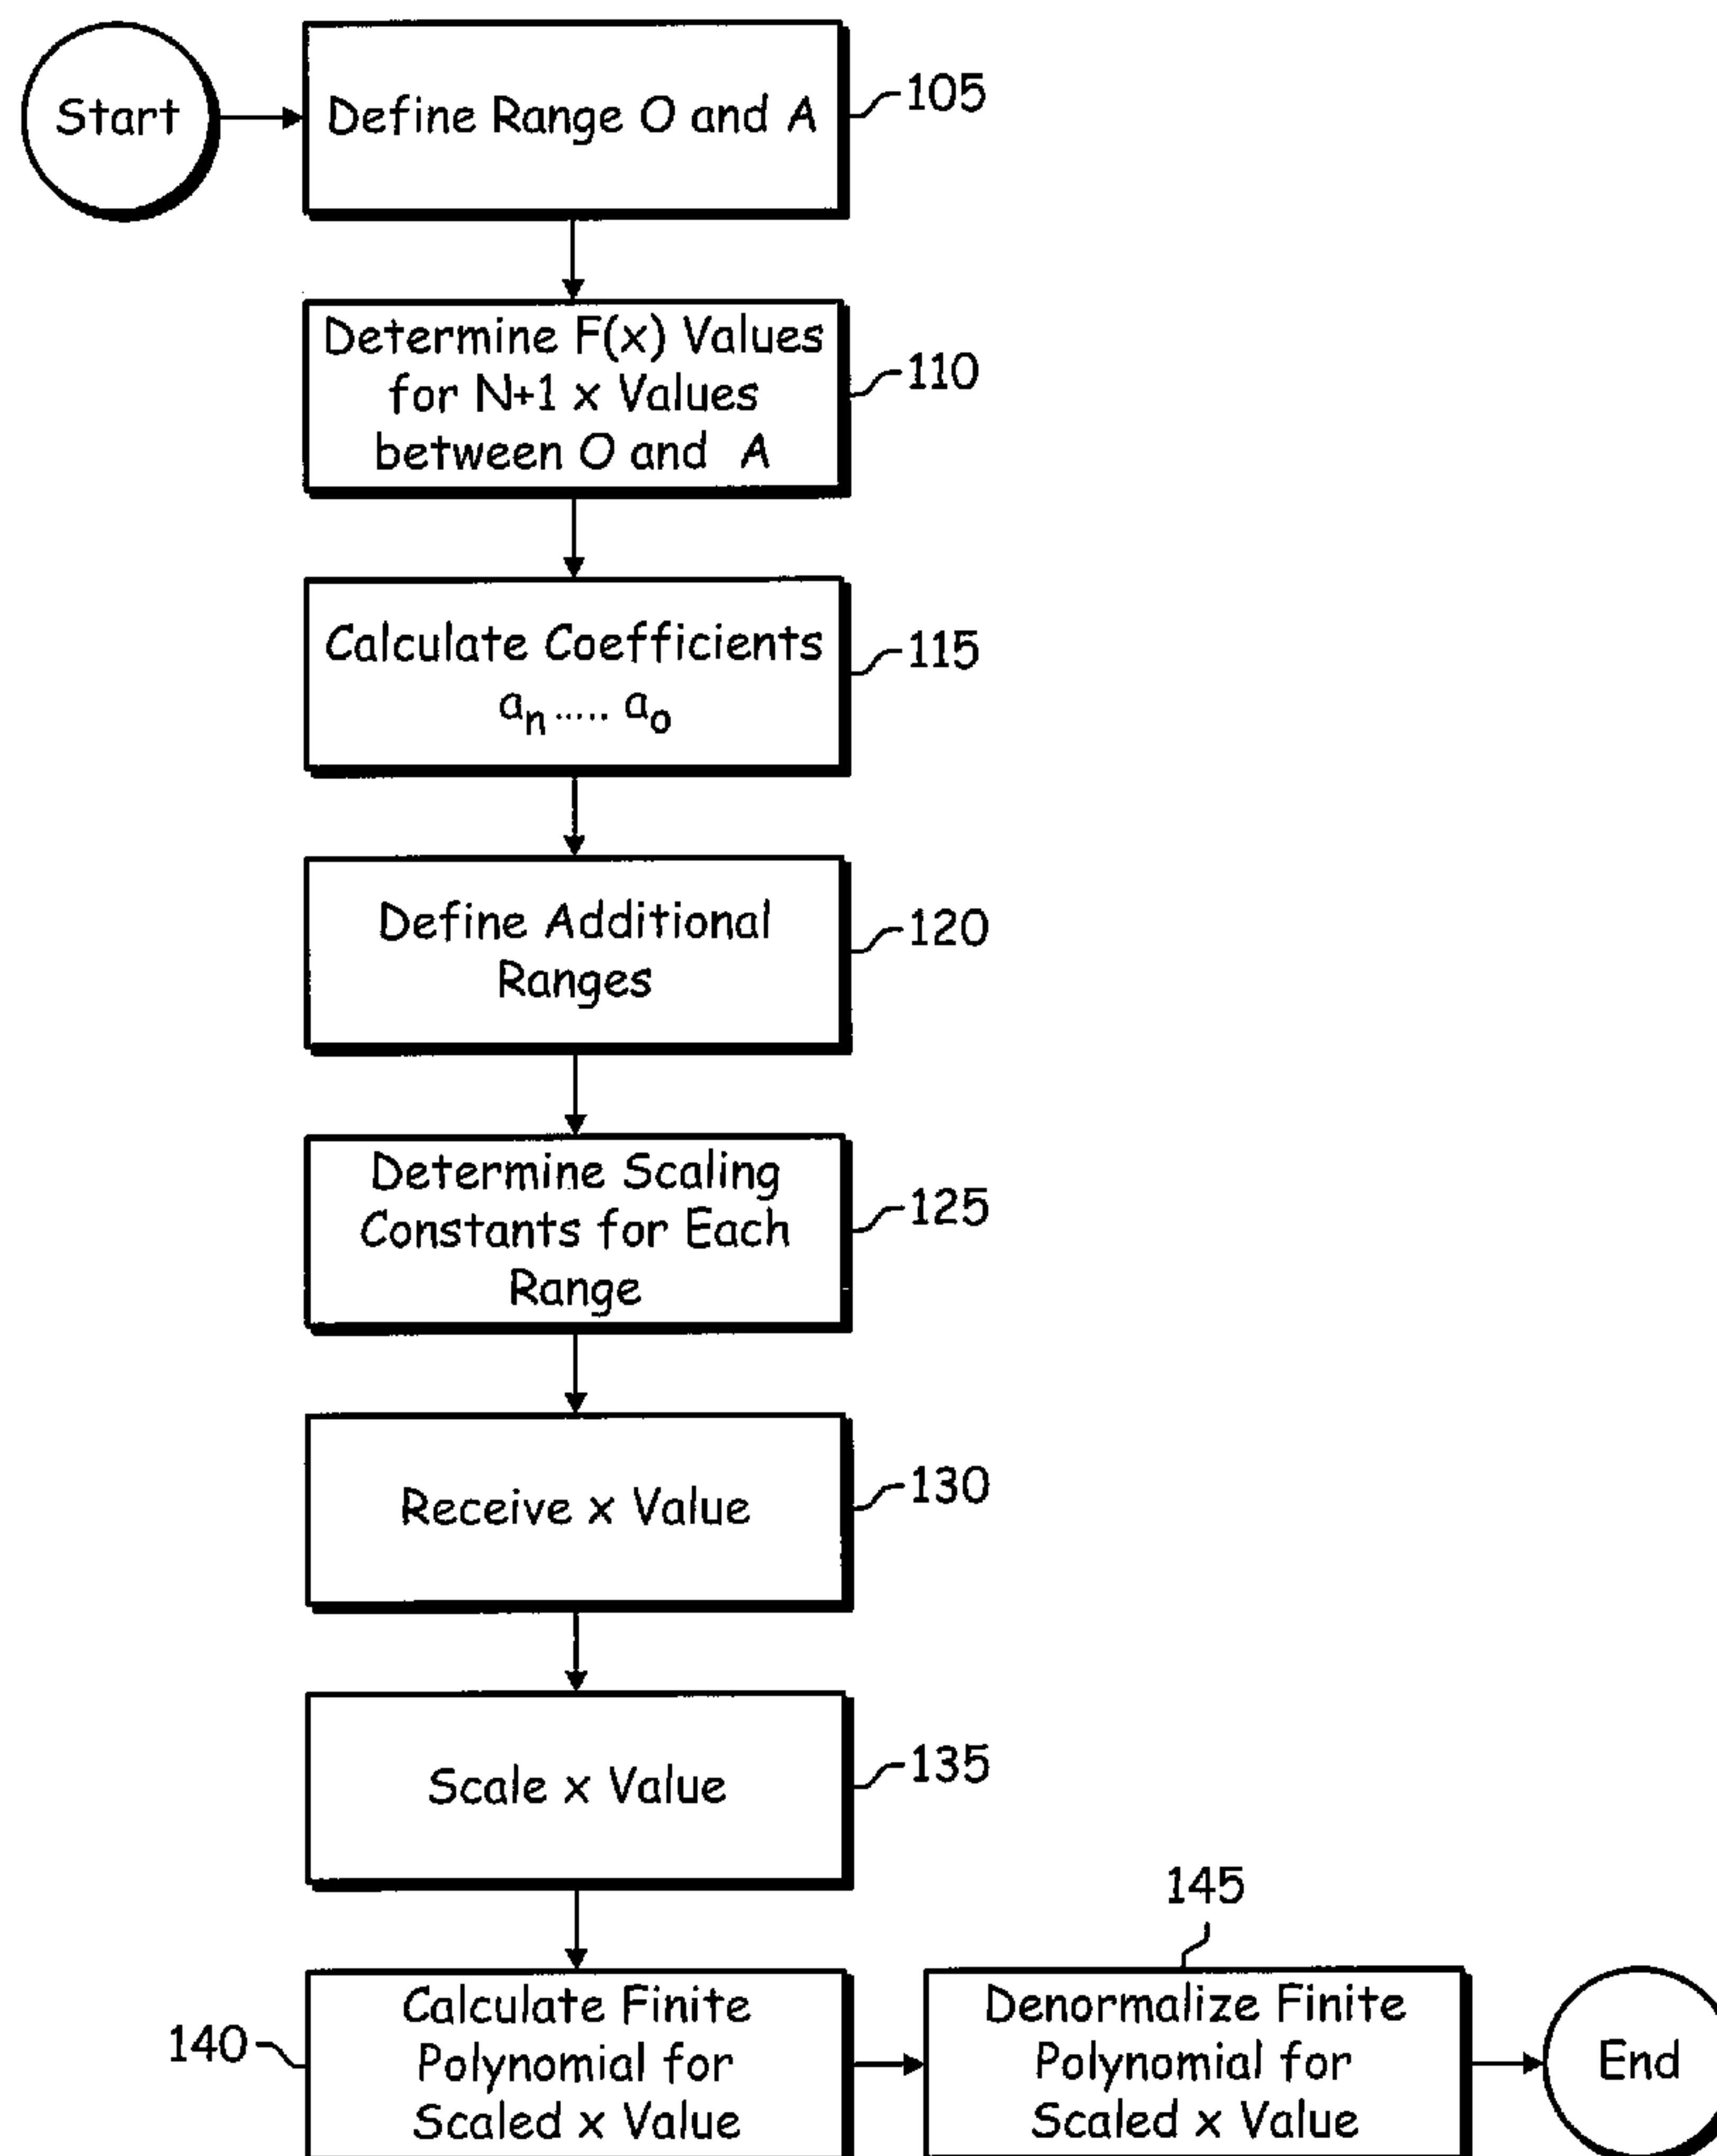 Start
Define Range O and A
105
Determine F(x) Values
for N+1 x Values
between O and A
110
Calculate Coefficients
an ..... ao
115
Define Additional
Ranges
120
Determine Scaling
Constants for Each
Range
125
Receive x Value
130
Scale x Value
135
140
Calculate Finite
Polynomial for
Scaled x Value
145
Denormalize Finite
Polynomial for
Scaled x Value
End